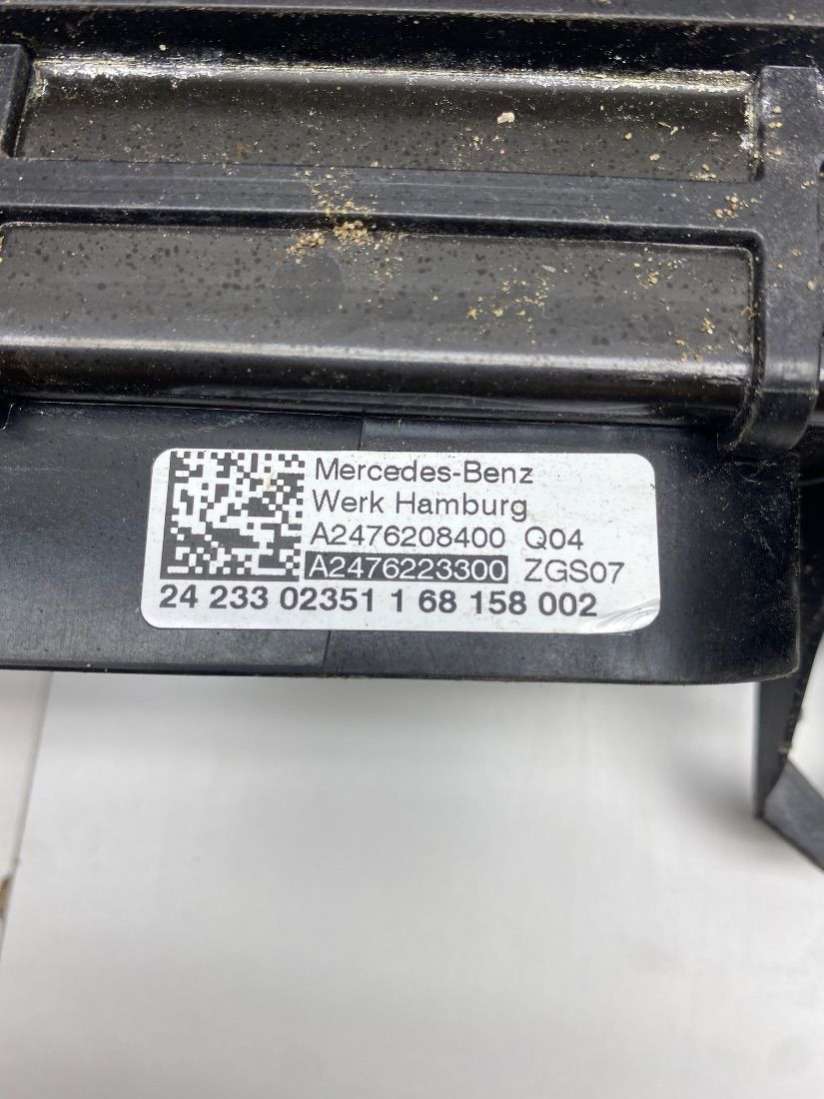 Mercedes-Benz
Werk Hamburg
A2476208400 Q04
A2476223300 ZGS07
24 233 02351 1 68 158 002